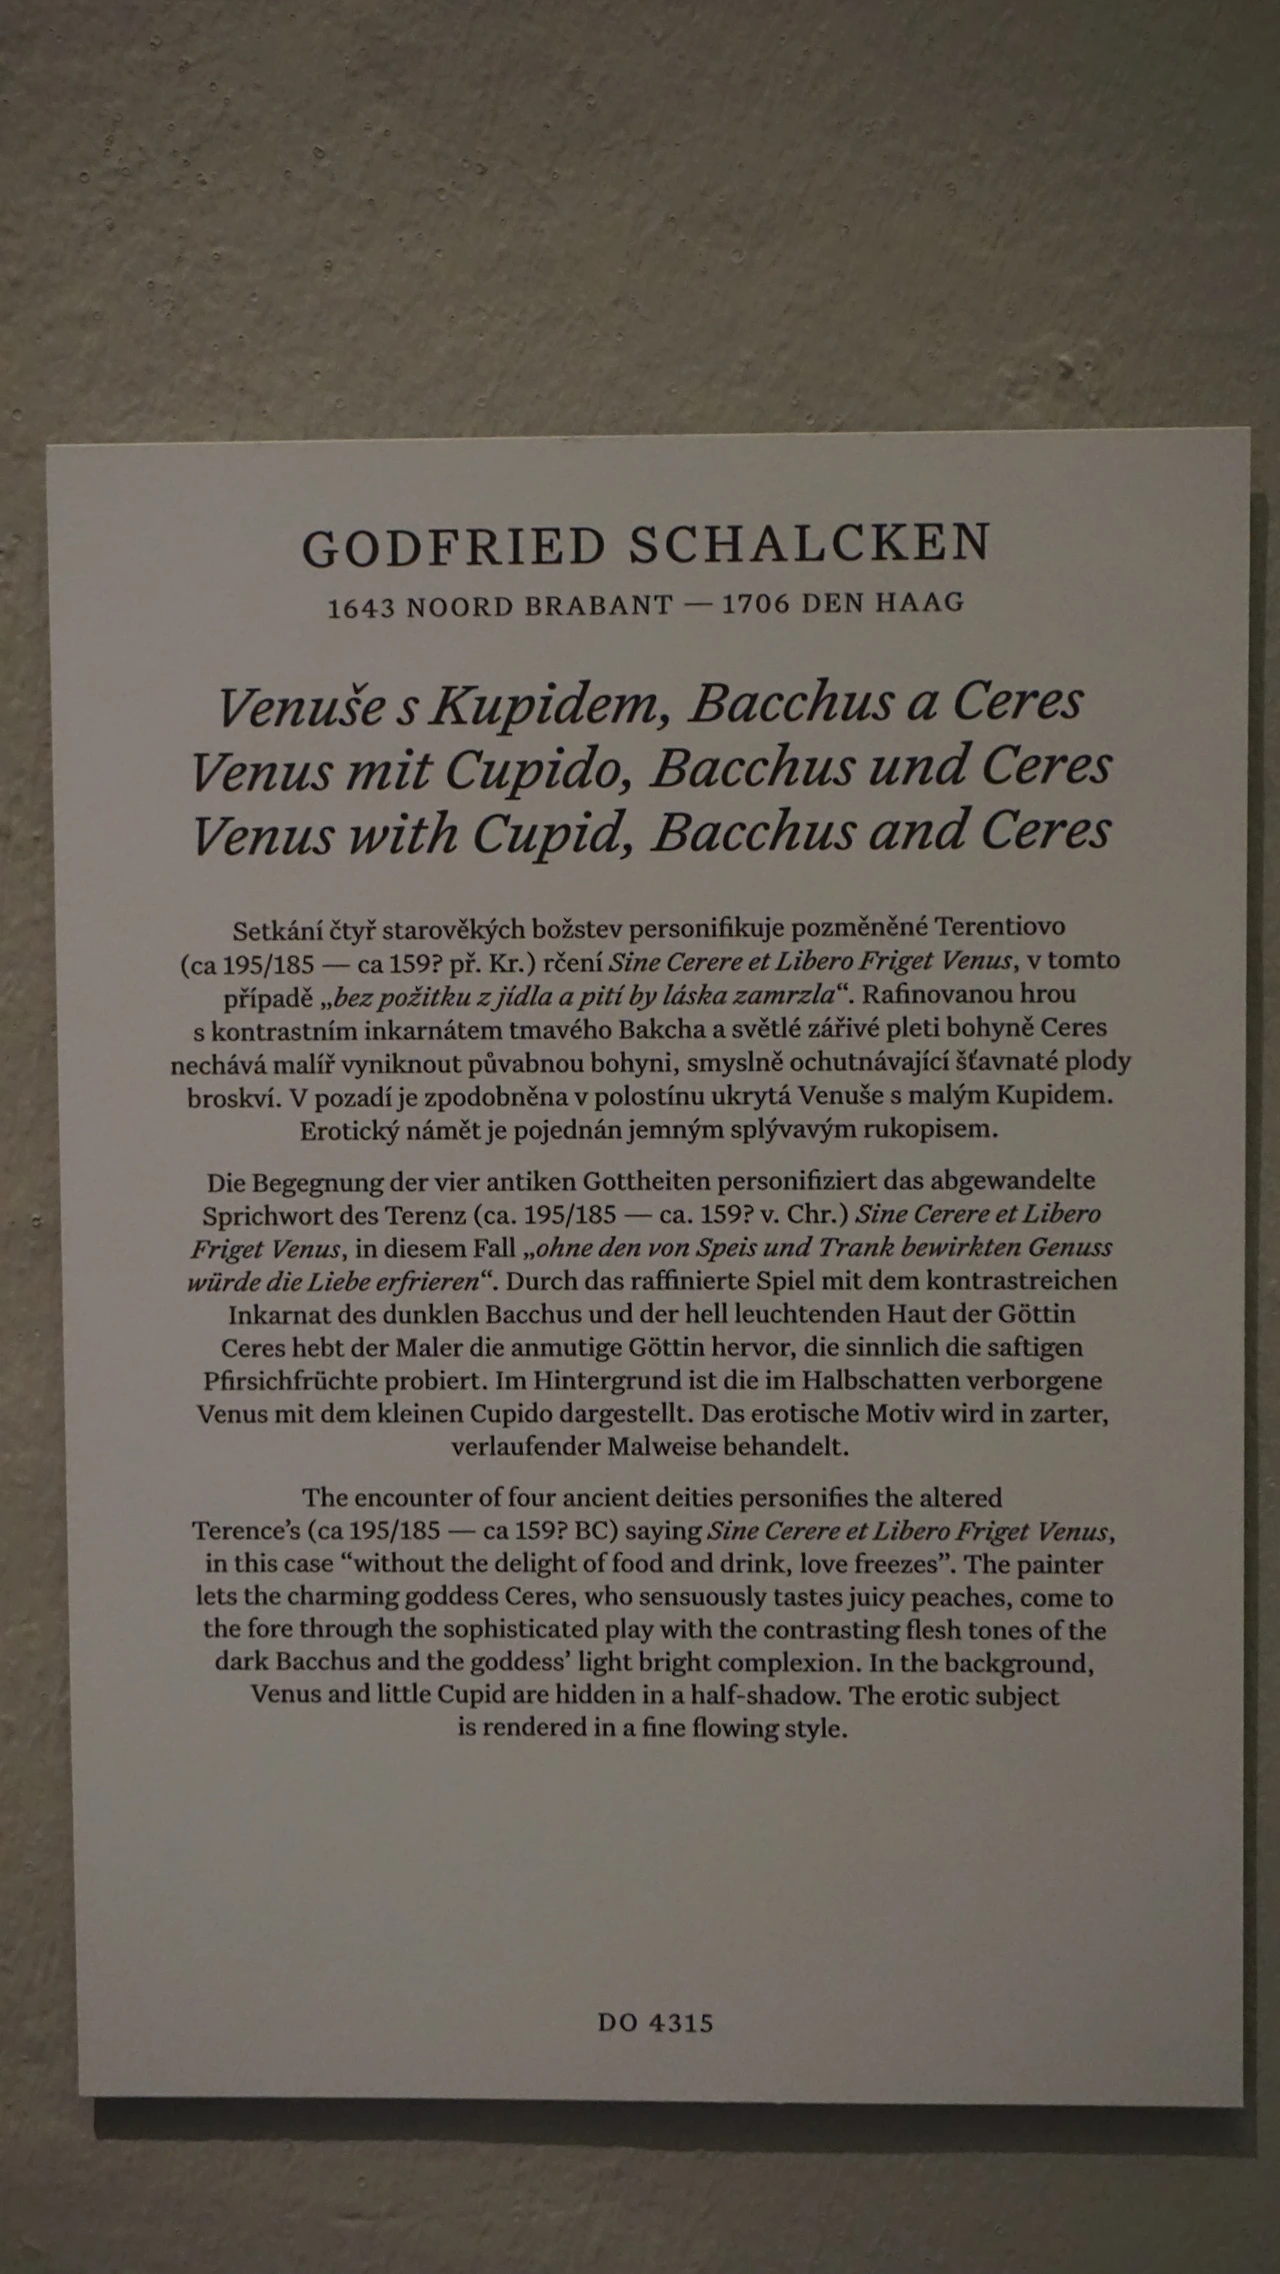 GODFRIED SCHALCKEN
1643 NOORD BRABANT — 1706 DEN HAAG
Venuše s Kupidem, Bacchus a Ceres
Venus mit Cupido, Bacchus und Ceres
Venus with Cupid, Bacchus and Ceres
Setkání čtyř starověkých božstev personifikuje pozměněné Terentiovo
(ca 195/185 — ca 159? př. Kr.) rčení Sine Cerere et Libero Friget Venus, v tomto
případě „bez požitku z jídla a pití by láska zamrzla“. Rafinovanou hrou
s kontrastním inkarnátem tmavého Bakcha a světlé zářivé pleti bohyně Ceres
nechává malíř vyniknout půvabnou bohyni, smyslně ochutnávající šťavnaté plody
broskví. V pozadí je zpodobněna v polostínu ukrytá Venuše s malým Kupidem.
Erotický námět je pojednán jemným splývavým rukopisem.
Die Begegnung der vier antiken Gottheiten personifiziert das abgewandelte
Sprichwort des Terenz (ca. 195/185 — ca. 159? v. Chr.) Sine Cerere et Libero
Friget Venus, in diesem Fall „ohne den von Speis und Trank bewirkten Genuss
würde die Liebe erfrieren“. Durch das raffinierte Spiel mit dem kontrastreichen
Inkarnat des dunklen Bacchus und der hell leuchtenden Haut der Göttin
Ceres hebt der Maler die anmutige Göttin hervor, die sinnlich die saftigen
Pfirsichfrüchte probiert. Im Hintergrund ist die im Halbschatten verborgene
Venus mit dem kleinen Cupido dargestellt. Das erotische Motiv wird in zarter,
verlaufender Malweise behandelt.
The encounter of four ancient deities personifies the altered
Terence’s (ca 195/185 — ca 159? BC) saying Sine Cerere et Libero Friget Venus,
in this case “without the delight of food and drink, love freezes”. The painter
lets the charming goddess Ceres, who sensuously tastes juicy peaches, come to
the fore through the sophisticated play with the contrasting flesh tones of the
dark Bacchus and the goddess’ light bright complexion. In the background,
Venus and little Cupid are hidden in a half-shadow. The erotic subject
is rendered in a fine flowing style.
DO 4315